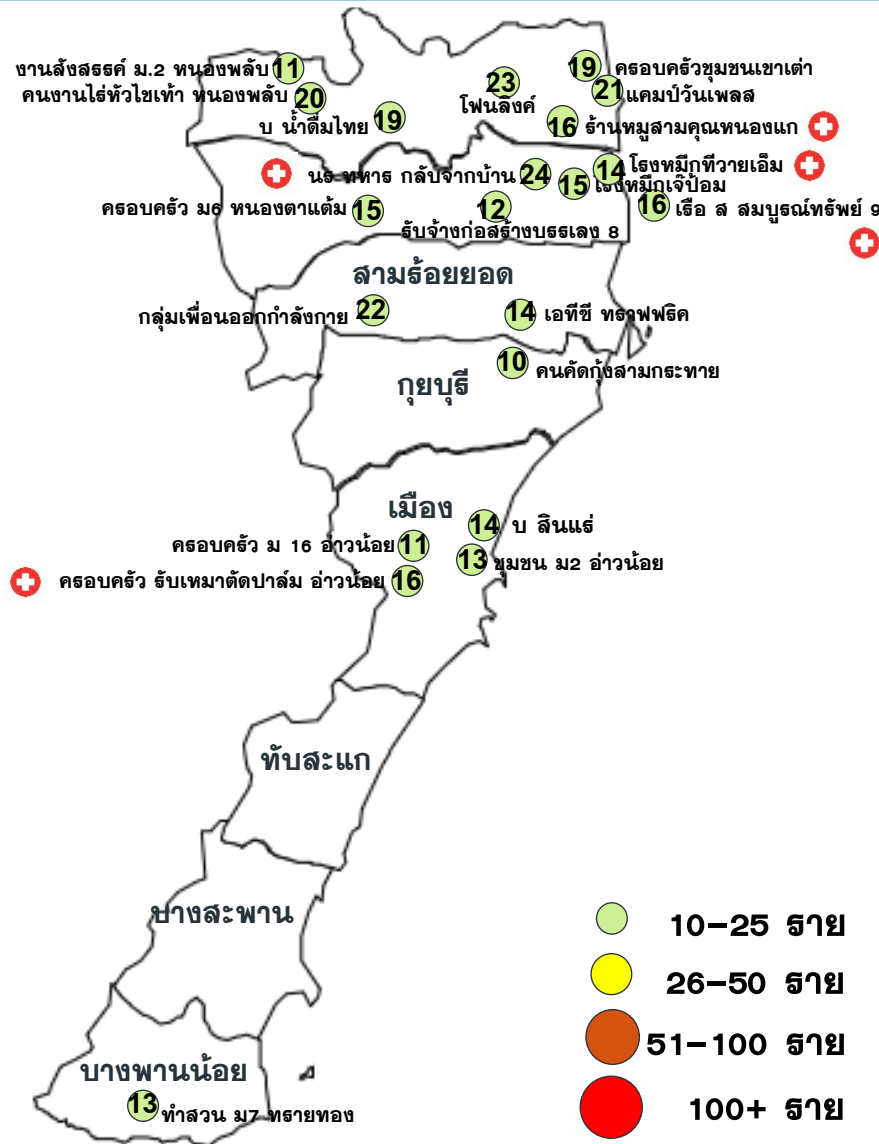 งานสังสรรค์ ม.2 หนองพลับ 11
คนงานไร่หัวไชเท้า หนองพลับ 20
บ น้ำดื่มไทย 19
23
โฟนลิงค์
19 ครอบครัวชุมชนเขาเต่า
21 แคมป์วันเพลส
16 ร้านหมูสามคุณหนองแก
นร ทหาร กลับจากบ้าน 24
14 โรงหมึกทีวายเอ็ม
15 โรงหมึกเจ๊ป้อม
ครอบครัว ม6 หนองตาแต้ม 15
12
รับจ้างก่อสร้างบรรเลง 8
16 เรือ ส สมบูรณ์ทรัพย์ 9
สามร้อยยอด
กลุ่มเพื่อนออกกำลังกาย 22
14 เอทีซี ทราฟฟริค
10 คนคัดกุ้งสามกระทาย
กุยบุรี
เมือง
14 บ สินแร่
ครอบครัว ม 16 อ่าวน้อย 11
13 ชุมชน ม2 อ่าวน้อย
ครอบครัว รับเหมาตัดปาล์ม อ่าวน้อย 16
ทับสะแก
บางสะพาน
บางพานน้อย
13 ทำสวน ม7 ทรายทอง
10-25 ราย
26-50 ราย
51-100 ราย
100+ ราย